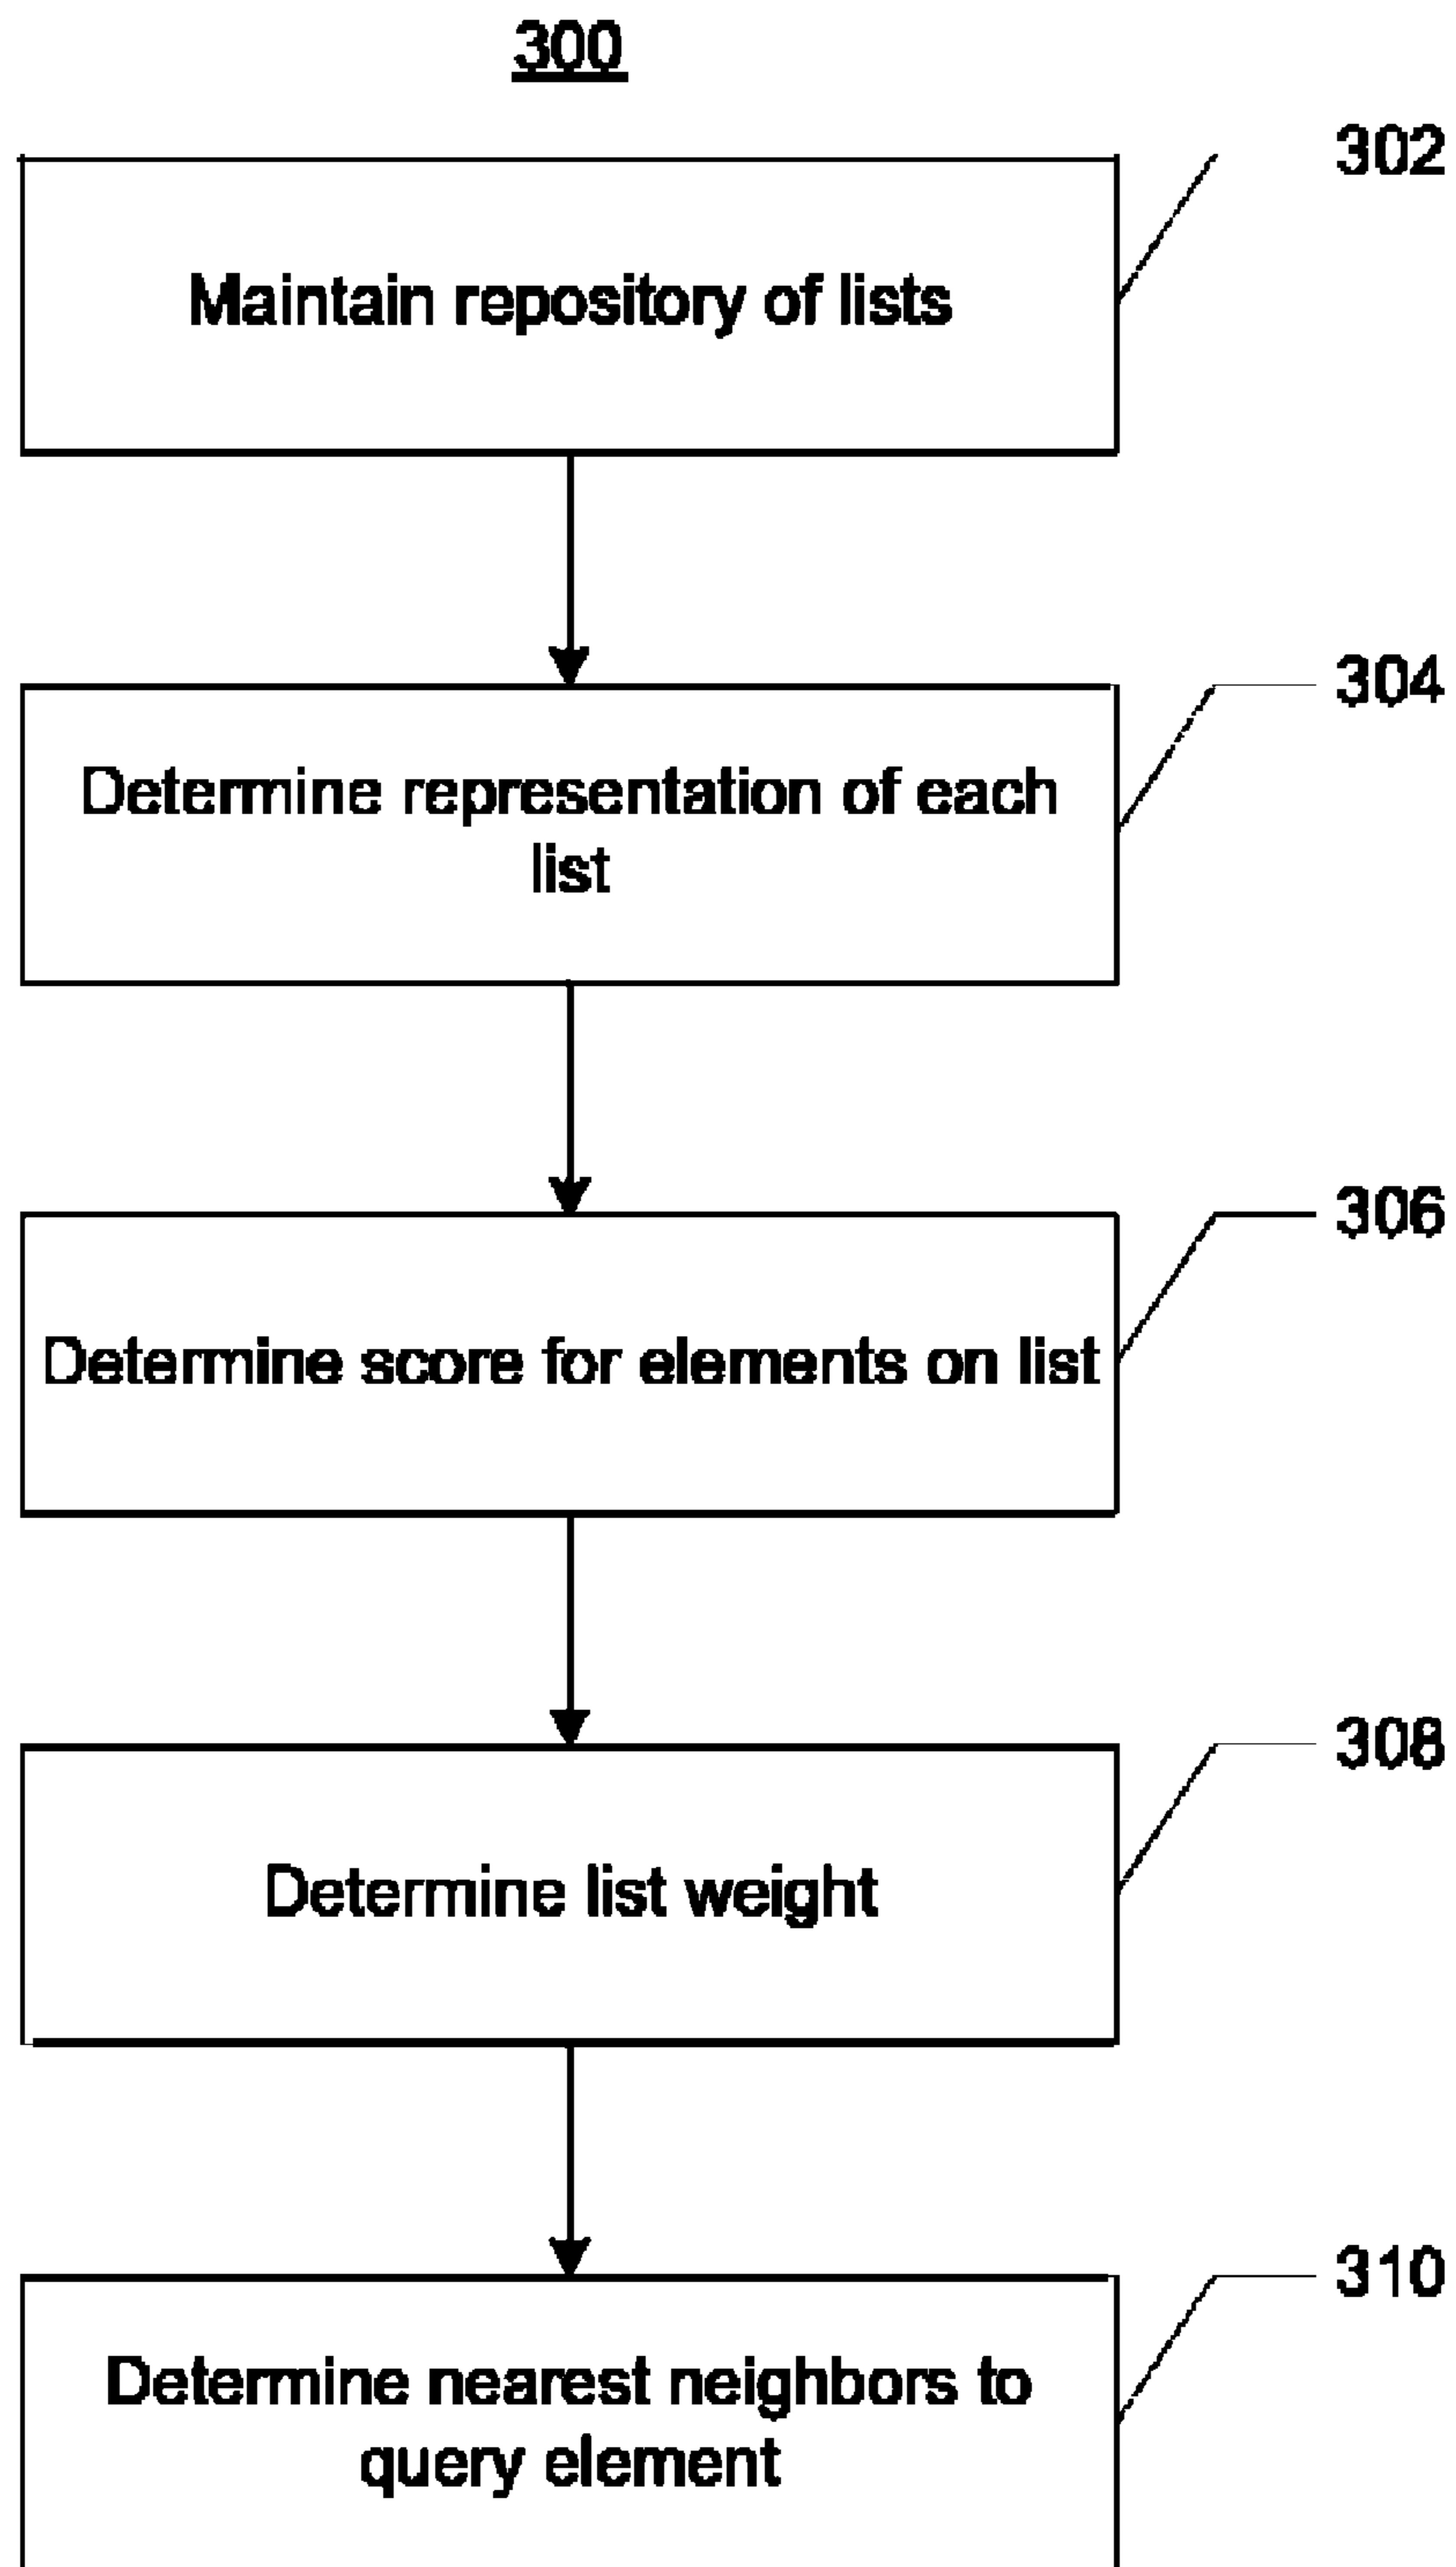 300
302
Maintain repository of lists
304
Determine representation of each
list
306
Determine score for elements on list
308
Determine list weight
310
Determine nearest neighbors to
query element